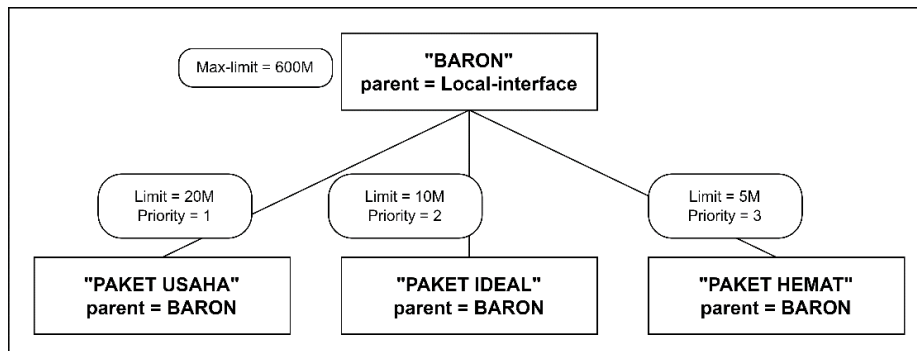 Max-limit = 600M
"BARON"
parent = Local-interface
Limit = 20M
Priority = 1
Limit = 10M
Priority = 2
Limit = 5M
Priority = 3
"PAKET USAHA"
parent = BARON
"PAKET IDEAL"
parent = BARON
"PAKET HEMAT"
parent = BARON